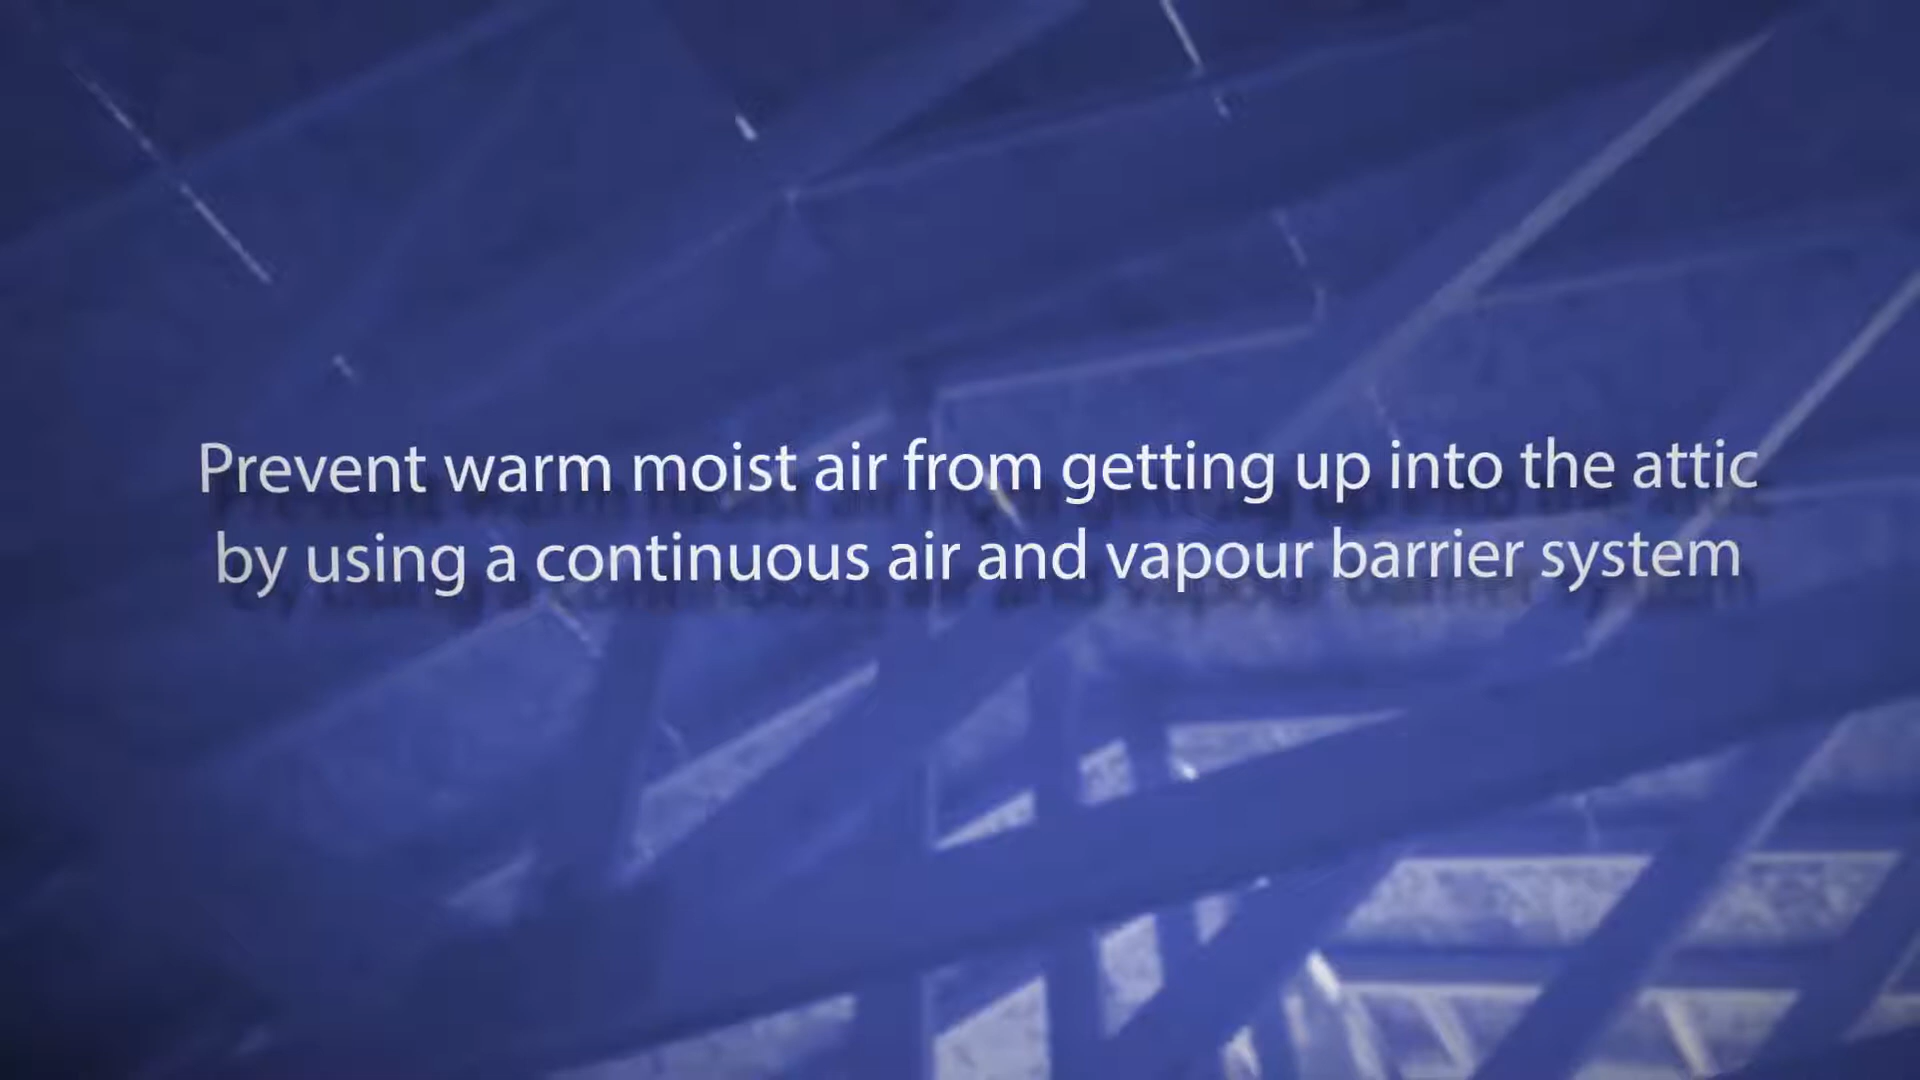 Prevent warm moist air from getting up into the attic
by using a continuous air and vapour barrier system